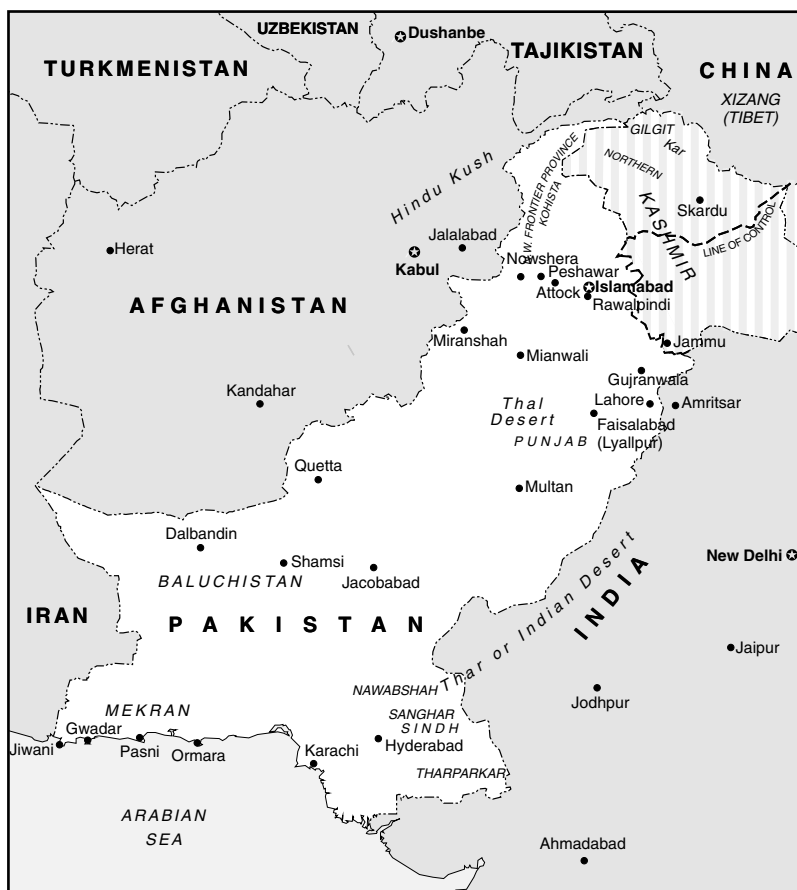 UZBEKISTAN
Dushanbe
TURKMENISTAN
TAJIKISTAN
CHINA
XIZANG
(TIBET)
GILGIT
Kar
NORTHERN
N.W. FRONTIER PROVINCE
KOHISTA
Hindu Kush
Skardu
KASHMIR
LINE OF CONTROL
Herat
Jalalabad
Kabul
Nowshera
Peshawar
Islamabad
Attock
Rawalpindi
AFGHANISTAN
Miranshah
Mianwali
Jammu
Gujranwala
Kandahar
Thal
Desert
Lahore
Amritsar
Faisalabad
(Lyallpur)
PUNJAB
Quetta
Multan
Dalbandin
Shamsi
Jacobabad
BALUCHISTAN
New Delhi
Thar or Indian Desert
INDIA
IRAN
PAKISTAN
Jaipur
NAWABSHAH
Jodhpur
MEKRAN
SANGHAR
SINDH
Gwadar
Jiwani
Pasni
Ormara
Karachi
Hyderabad
THARPARKAR
ARABIAN
SEA
Ahmadabad